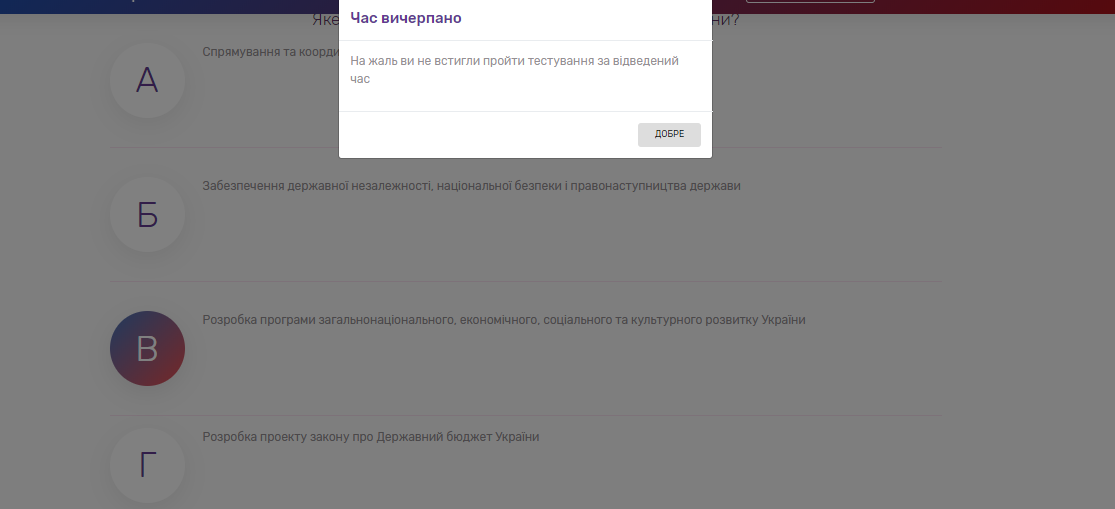 Час вичерпано
Яке
ни?
На жаль ви не встигли пройти тестування за відведений
час
ДОБРЕ
А
Спрямування та
Б
Забезпечення державної незалежності, національної безпеки і правонаступництва держави
В
Розробка програми загальнонаціонального, економічного, соціального та культурного розвитку України
Г
Розробка проекту закону про Державний бюджет України